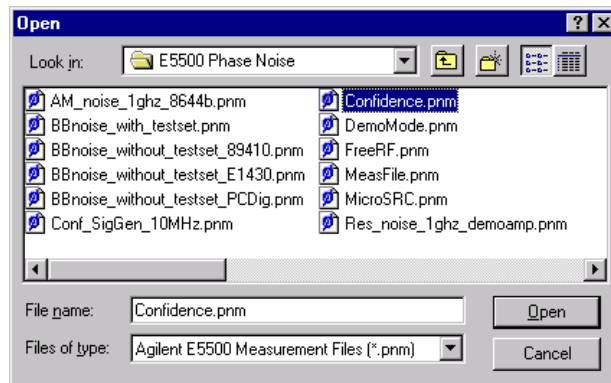 Open
Look in: E5500 Phase Noise
AM_noise_1ghz_8644b.pnm
BBnoise_with_testset.pnm
BBnoise_without_testset_89410.pnm
BBnoise_without_testset_E1430.pnm
BBnoise_without_testset_PCDig.pnm
Conf_SigGen_10MHz.pnm
Confidence.pnm
DemoMode.pnm
FreeRF.pnm
MeasFile.pnm
MicroSRC.pnm
Res_noise_1ghz_demoamp.pnm
File name: Confidence.pnm
Open
Files of type: Agilent E5500 Measurement Files (*.pnm)
Cancel